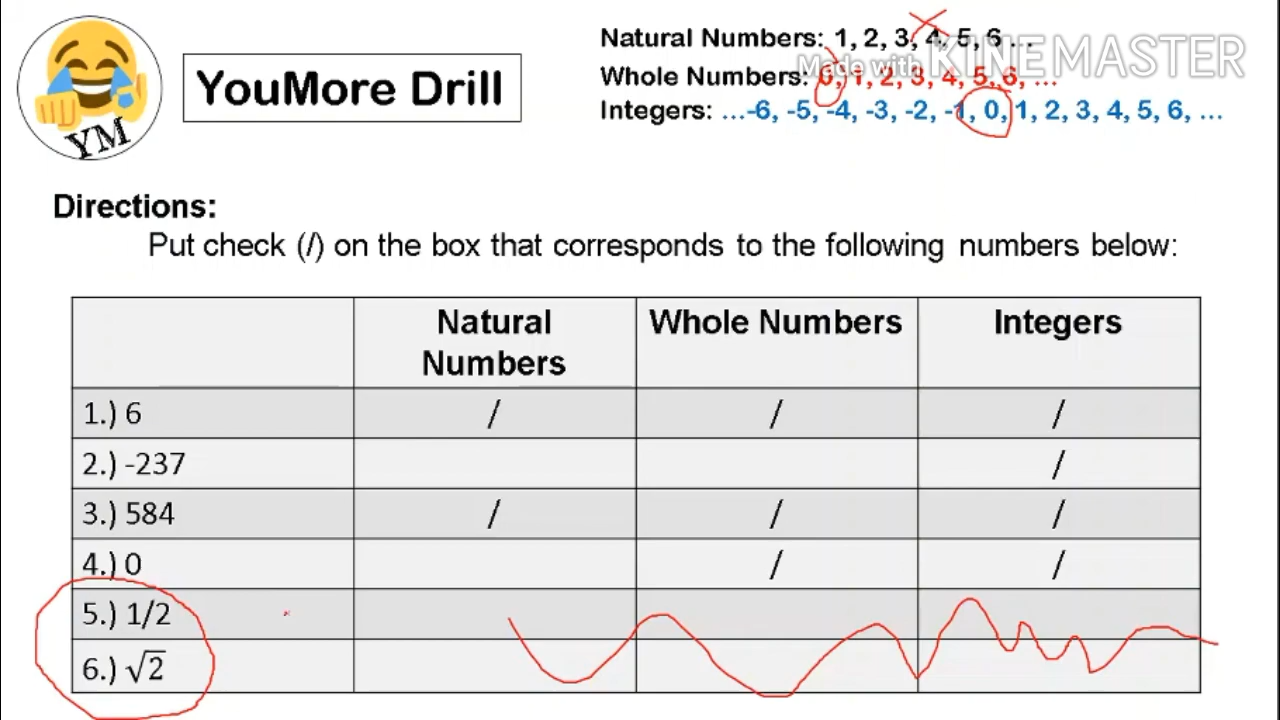 Natural Numbers: 1, 2, 3, 4, 5, 6 ...
Made with KINEMASTER
Whole Numbers: 0, 1, 2, 3, 4, 5, 6, ...
YouMore Drill
Integers: ...-6, -5, -4, -3, -2, -1, 0, 1, 2, 3, 4, 5, 6, ...
YM
Directions:
Put check (/) on the box that corresponds to the following numbers below:
Natural Numbers Whole Numbers Integers
1.) 6 / / /
2.) -237 /
3.) 584 / / /
4.) 0 / /
5.) 1/2
6.) √2